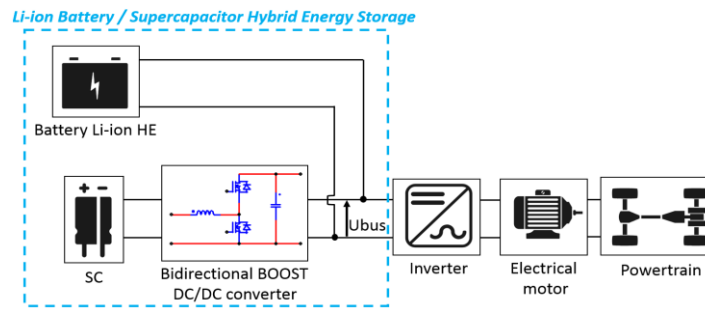 Li-ion Battery / Supercapacitor Hybrid Energy Storage
Battery Li-ion HE
Ubus
SC
Bidirectional BOOST
DC/DC converter
Inverter
Electrical
motor
Powertrain